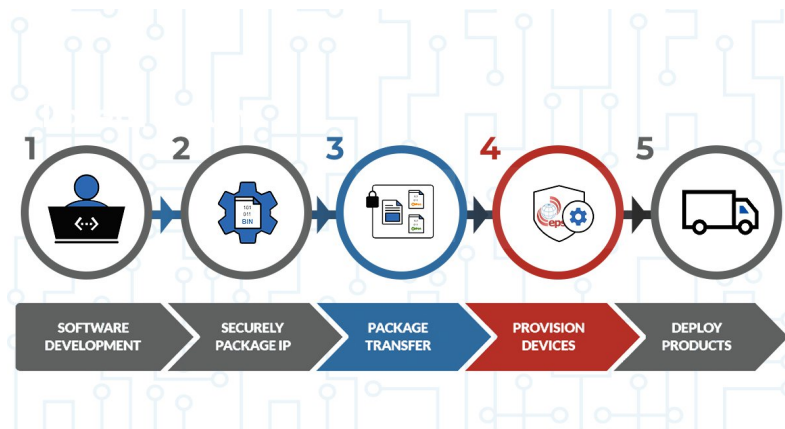 1
2
3
4
5
<···>
101
011
BIN
eps
SOFTWARE
DEVELOPMENT
SECURELY
PACKAGE IP
PACKAGE
TRANSFER
PROVISION
DEVICES
DEPLOY
PRODUCTS